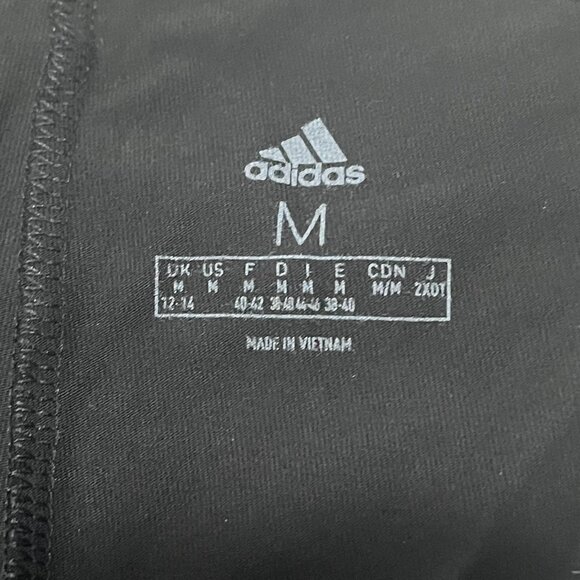 adidas
M
UK US F D I E CDN J
M M M M M M M/M 2XOT
12-14 40-42 38-40 44-46 38-40
MADE IN VIETNAM